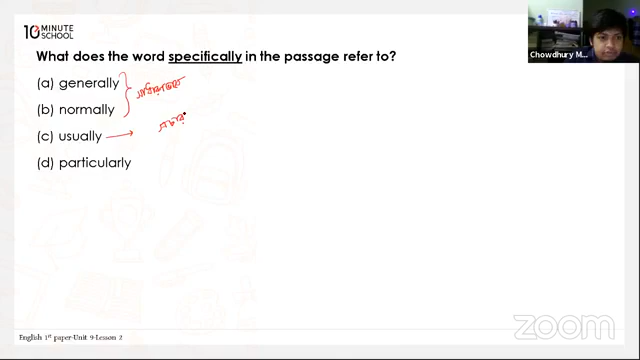 10 MINUTE SCHOOL
Chowdhury M...
What does the word specifically in the passage refer to?
(a) generally
(b) normally
সাধারণভাবে
(c) usually
(d) particularly
English 1st paper-Unit 9-Lesson 2
zoom